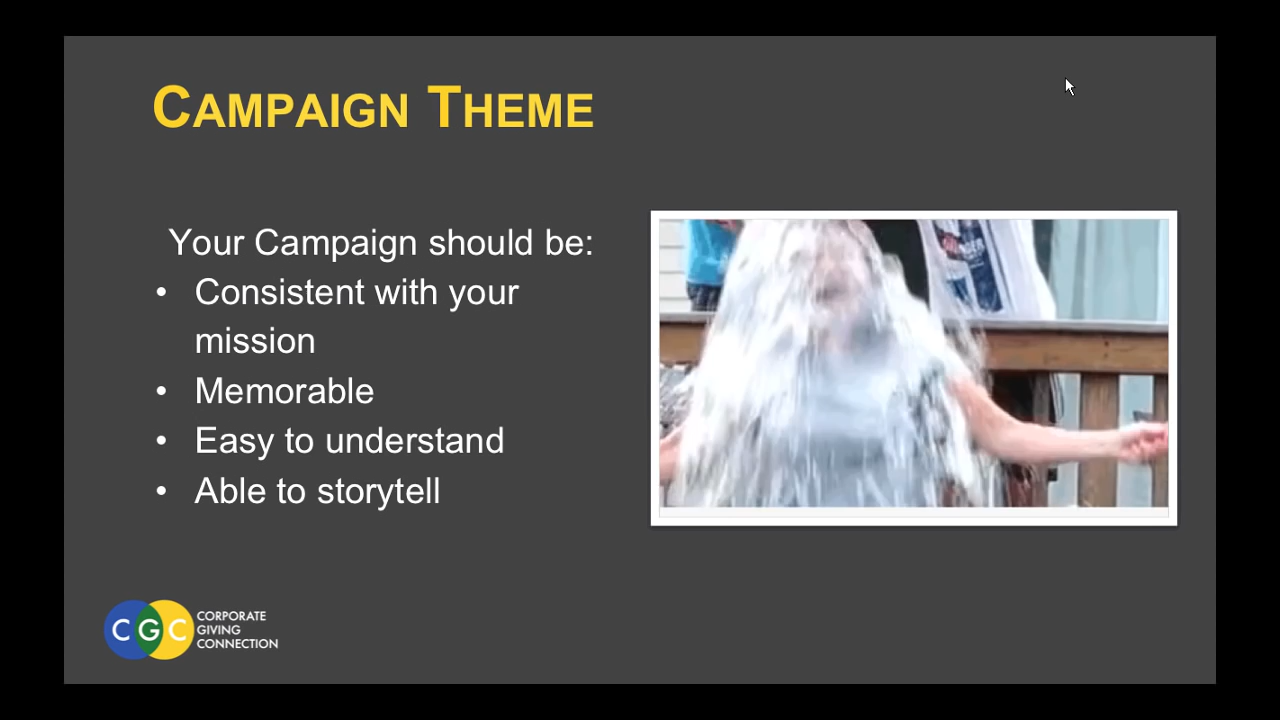 CAMPAIGN THEME
Your Campaign should be:
• Consistent with your
mission
• Memorable
• Easy to understand
• Able to storytell
CGC
CORPORATE
GIVING
CONNECTION